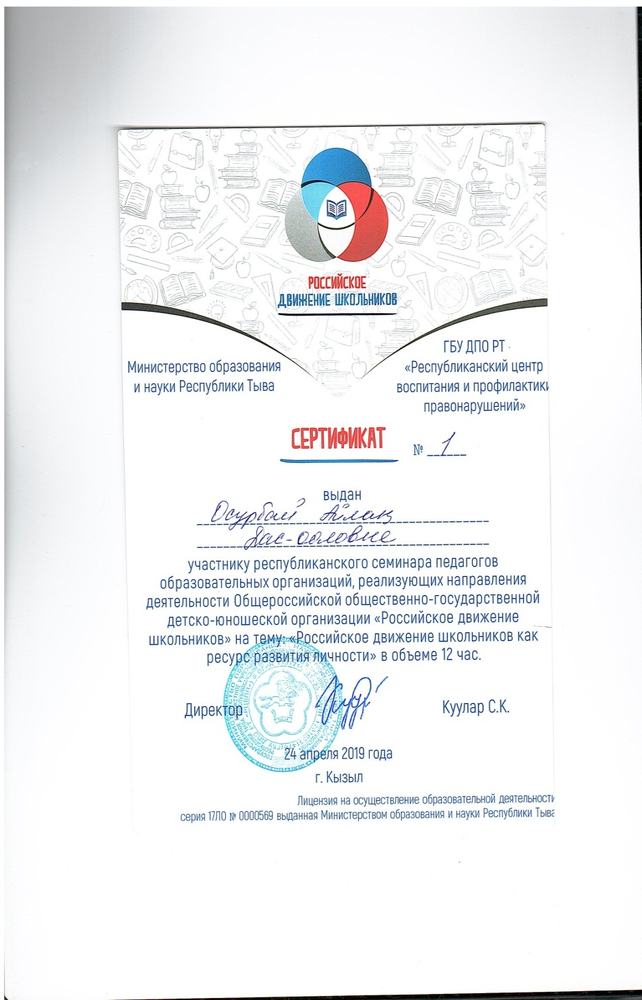 РОССИЙСКОЕ
ДВИЖЕНИЕ ШКОЛЬНИКОВ
Министерство образования
и науки Республики Тыва
ГБУ ДПО РТ
«Республиканский центр
воспитания и профилактики
правонарушений»
СЕРТИФИКАТ
№ 1
выдан
Осурбай Айлаң
Дас-ооловне
участнику республиканского семинара педагогов
образовательных организаций, реализующих направления
деятельности Общероссийской общественно-государственной
детско-юношеской организации «Российское движение
школьников» на тему: «Российское движение школьников как
ресурс развития личности» в объеме 12 час.
Директор
Куулар С.К.
24 апреля 2019 года
г. Кызыл
Лицензия на осуществление образовательной деятельности
серия 17ЛО № 0000569 выданная Министерством образования и науки Республики Тыва